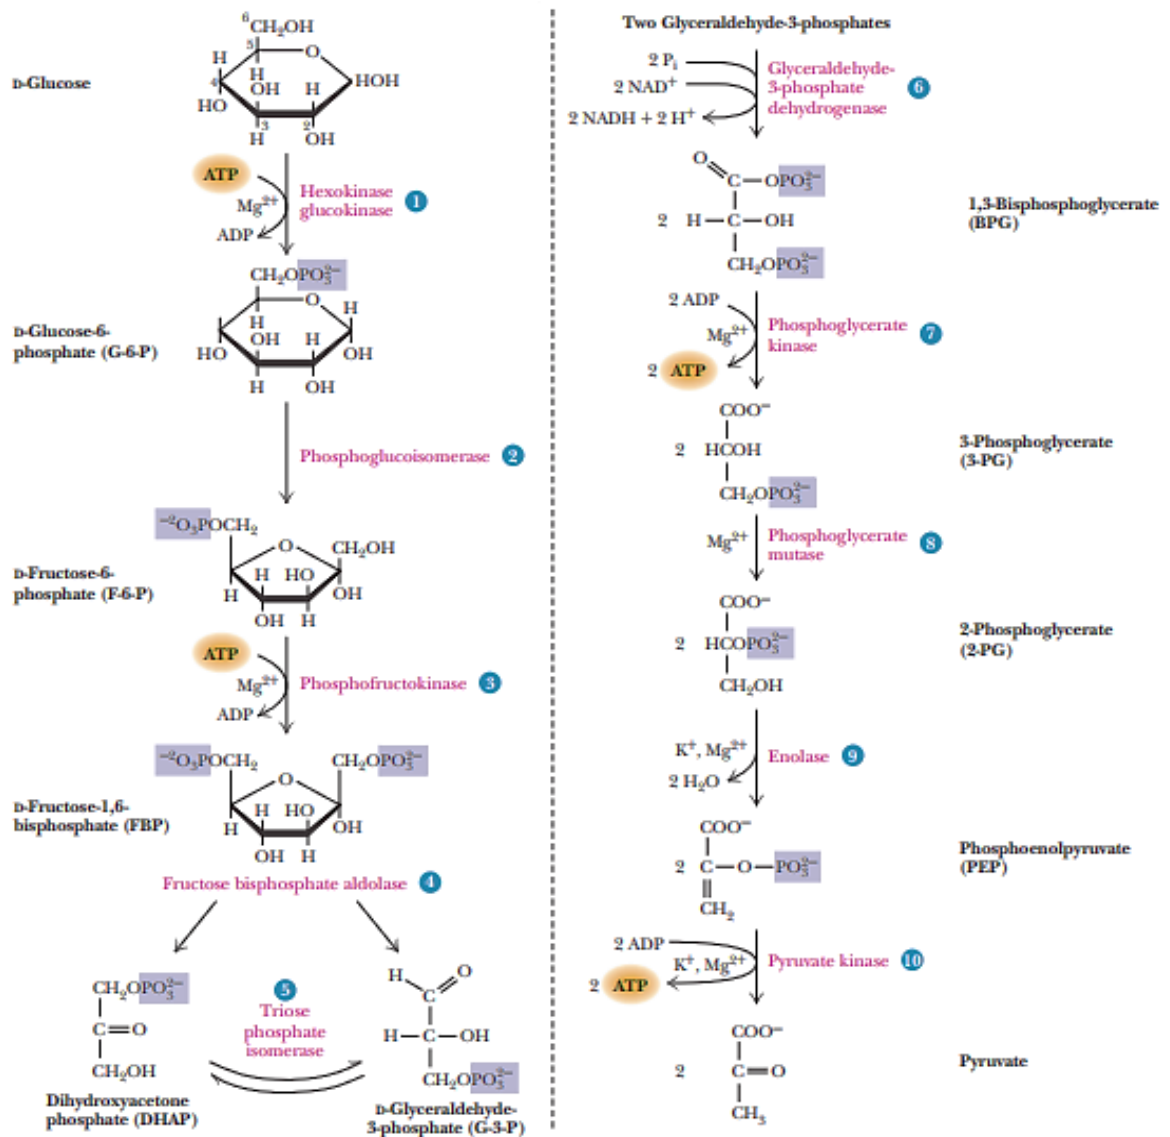 6
CH₂OH
5
O
H
H
4
OH
H
HOH
HO
3
2
H
OH
D-Glucose
ATP
Mg²⁺
ADP
Hexokinase
glucokinase
1
CH₂OPO₃²⁻
O
H
H
OH
H
HO
OH
H
OH
D-Glucose-6-
phosphate (G-6-P)
Phosphoglucoisomerase
2
⁻²O₃POCH₂
O
CH₂OH
H
HO
H
OH
OH
H
D-Fructose-6-
phosphate (F-6-P)
ATP
Mg²⁺
ADP
Phosphofructokinase
3
⁻²O₃POCH₂
CH₂OPO₃²⁻
O
H
HO
H
OH
OH
H
D-Fructose-1,6-
bisphosphate (FBP)
Fructose bisphosphate aldolase
4
CH₂OPO₃²⁻
C=O
CH₂OH
Dihydroxyacetone
phosphate (DHAP)
5
Triose
phosphate
isomerase
H
O
C
H—C—OH
CH₂OPO₃²⁻
D-Glyceraldehyde-
3-phosphate (G-3-P)
Two Glyceraldehyde-3-phosphates
2 Pᵢ
2 NAD⁺
2 NADH + 2 H⁺
Glyceraldehyde-
3-phosphate
dehydrogenase
6
O
C—OPO₃²⁻
2 H—C—OH
CH₂OPO₃²⁻
1,3-Bisphosphoglycerate
(BPG)
2 ADP
Mg²⁺
2 ATP
Phosphoglycerate
kinase
7
COO⁻
2 HCOH
CH₂OPO₃²⁻
3-Phosphoglycerate
(3-PG)
Mg²⁺
Phosphoglycerate
mutase
8
COO⁻
2 HCOPO₃²⁻
CH₂OH
2-Phosphoglycerate
(2-PG)
K⁺, Mg²⁺
2 H₂O
Enolase
9
COO⁻
2 C—O—PO₃²⁻
CH₂
Phosphoenolpyruvate
(PEP)
2 ADP
K⁺, Mg²⁺
2 ATP
Pyruvate kinase
10
COO⁻
2 C=O
CH₃
Pyruvate